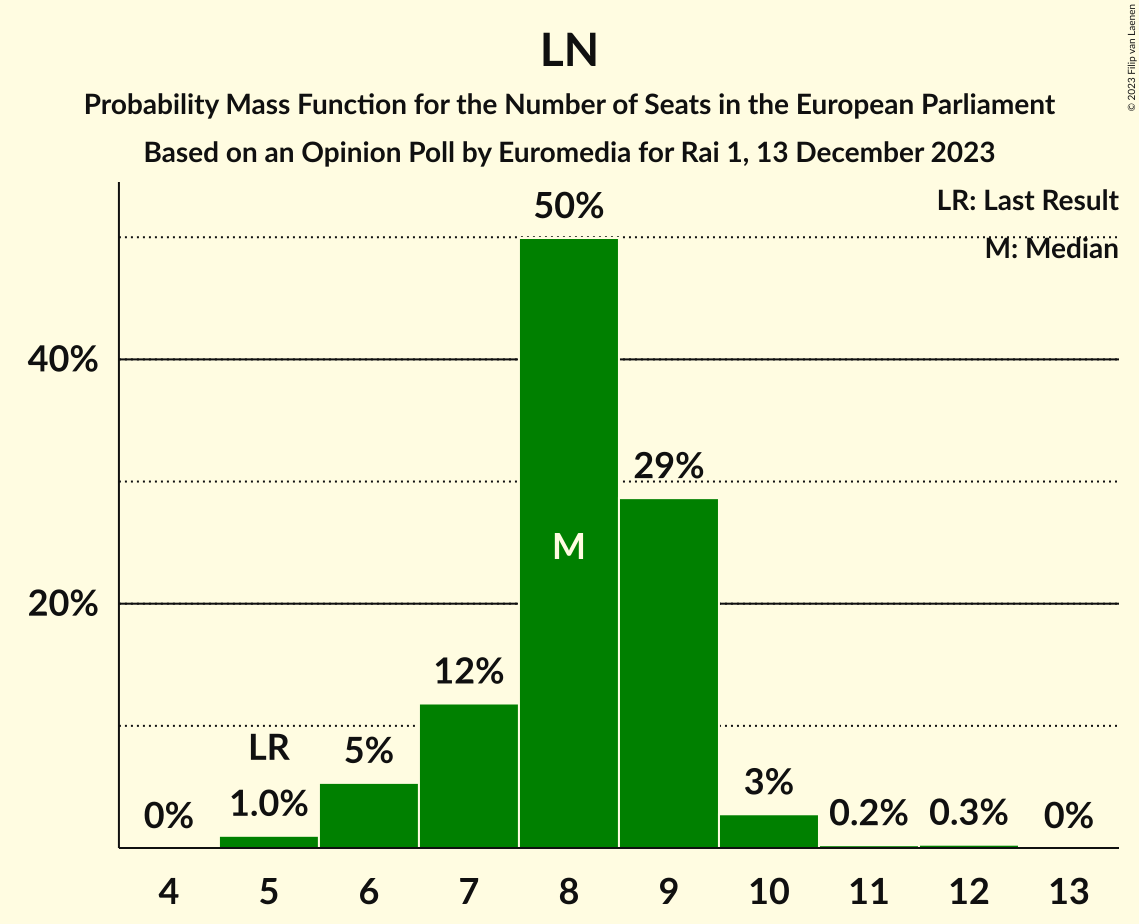 LN
Probability Mass Function for the Number of Seats in the European Parliament
Based on an Opinion Poll by Euromedia for Rai 1, 13 December 2023
© 2023 Filip van Laenen
LR: Last Result
M: Median
50%
40%
29%
M
20%
12%
LR
5%
0%
1.0%
3%
0.2%
0.3%
0%
4 5 6 7 8 9 10 11 12 13